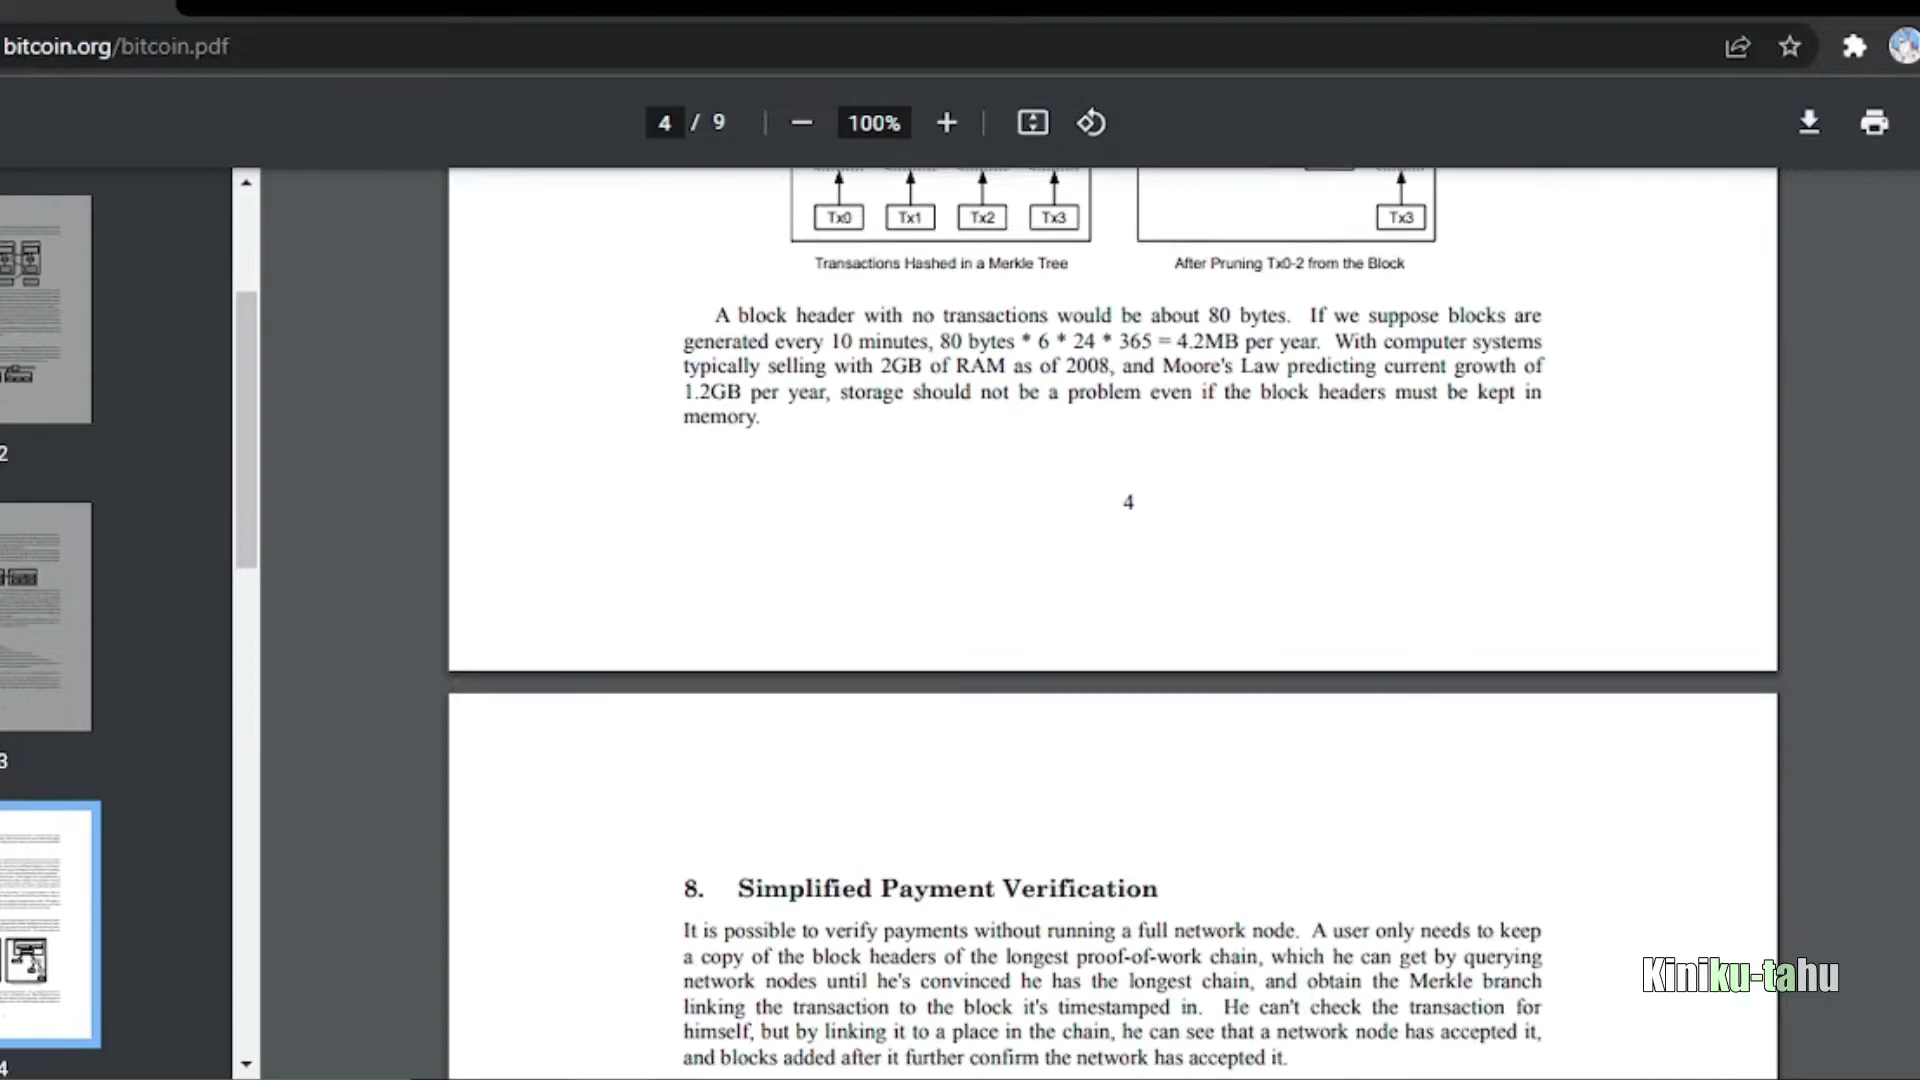 bitcoin.org/bitcoin.pdf
4 / 9
100%
Tx0 Tx1 Tx2 Tx3
Tx3
Transactions Hashed in a Merkle Tree
After Pruning Tx0-2 from the Block
A block header with no transactions would be about 80 bytes. If we suppose blocks are
generated every 10 minutes, 80 bytes * 6 * 24 * 365 = 4.2MB per year. With computer systems
typically selling with 2GB of RAM as of 2008, and Moore's Law predicting current growth of
1.2GB per year, storage should not be a problem even if the block headers must be kept in
memory.
4
2
3
4
8. Simplified Payment Verification
It is possible to verify payments without running a full network node. A user only needs to keep
a copy of the block headers of the longest proof-of-work chain, which he can get by querying
network nodes until he's convinced he has the longest chain, and obtain the Merkle branch
linking the transaction to the block it's timestamped in. He can't check the transaction for
himself, but by linking it to a place in the chain, he can see that a network node has accepted it,
and blocks added after it further confirm the network has accepted it.
Kiniku-tahu